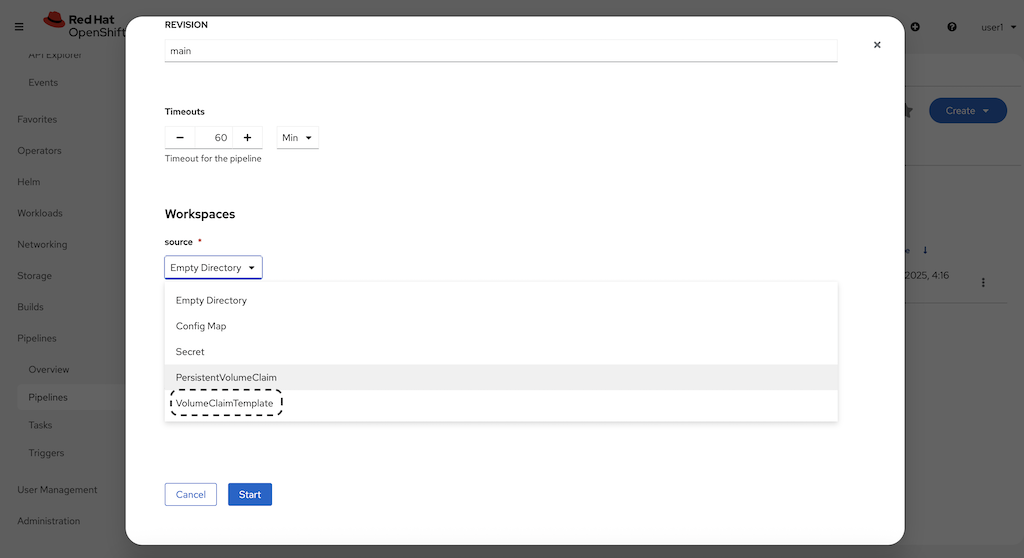 Red Hat
OpenShift
user1
API Explorer
Events
Favorites
Operators
Helm
Workloads
Networking
Storage
Builds
Pipelines
Overview
Pipelines
Tasks
Triggers
User Management
Administration
REVISION
main
Timeouts
60
Min
Timeout for the pipeline
Workspaces
source *
Empty Directory
Empty Directory
Config Map
Secret
PersistentVolumeClaim
VolumeClaimTemplate
Cancel
Start
Create
2025, 4:16